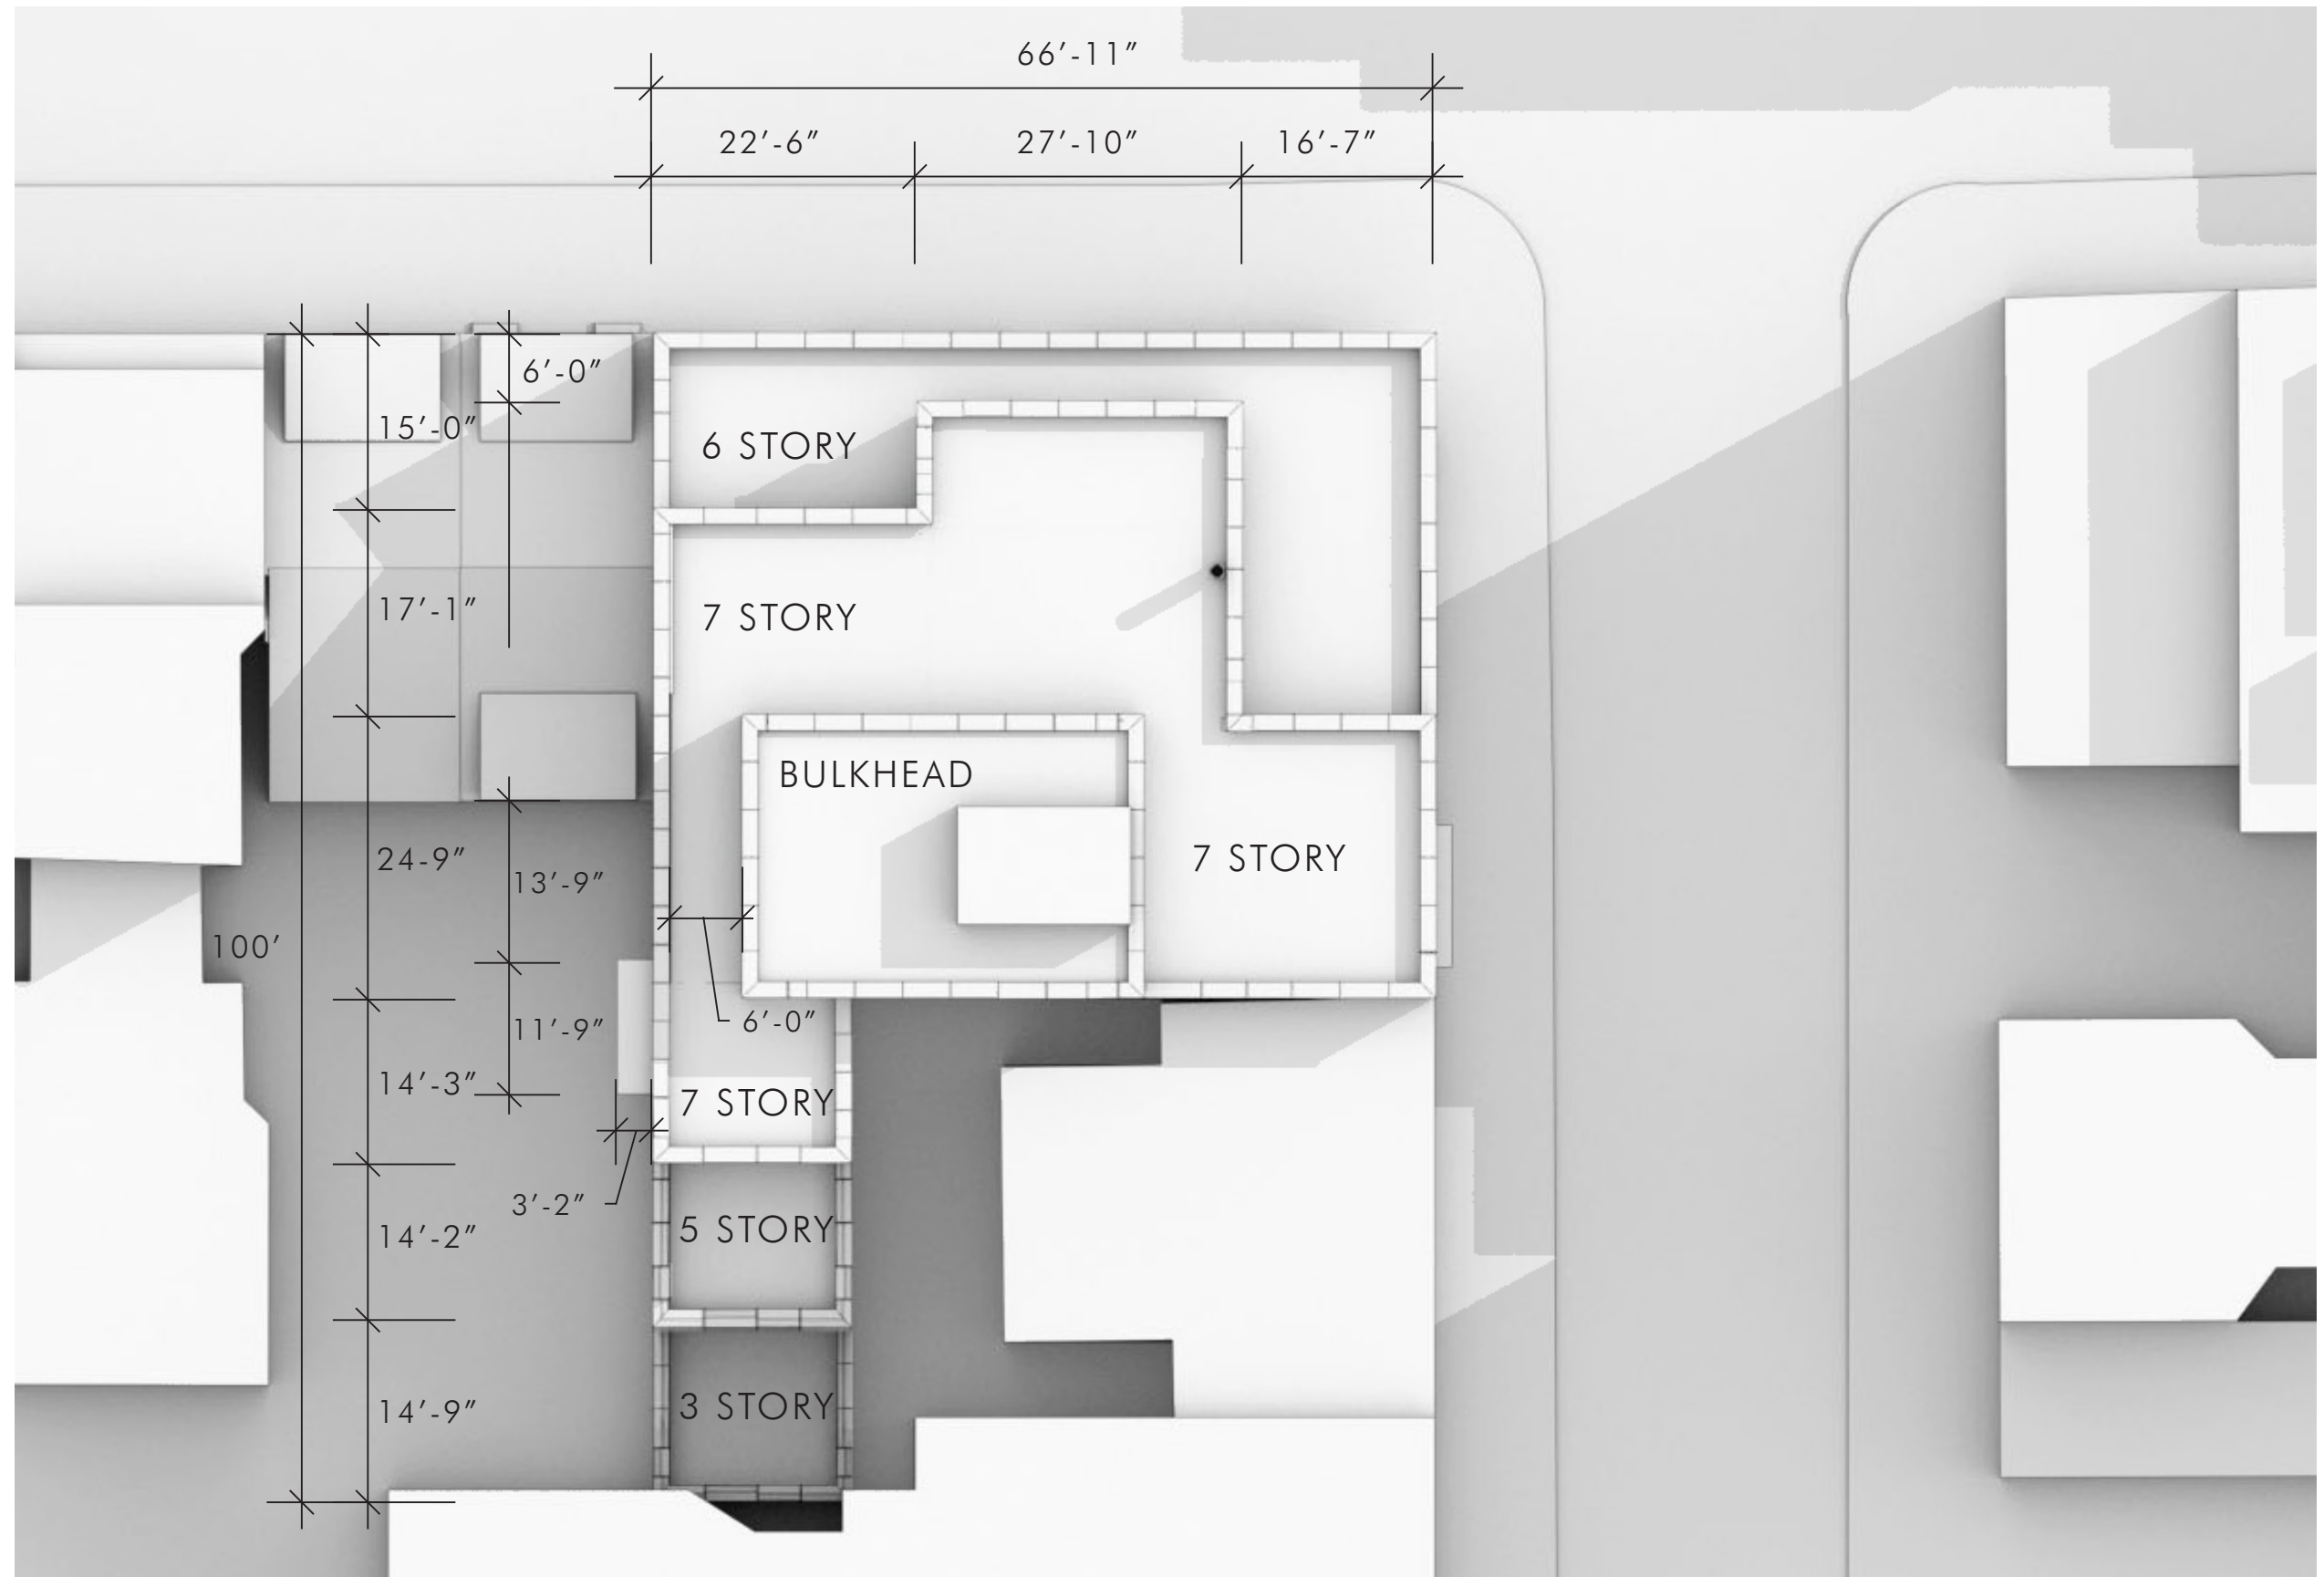 66′-11″
22′-6″ 27′-10″ 16′-7″
6′-0″
15′-0″
6 STORY
17′-1″
7 STORY
BULKHEAD
24-9″
7 STORY
13′-9″
100′
6′-0″
11′-9″
14′-3″
7 STORY
3′-2″
14′-2″
5 STORY
14′-9″
3 STORY